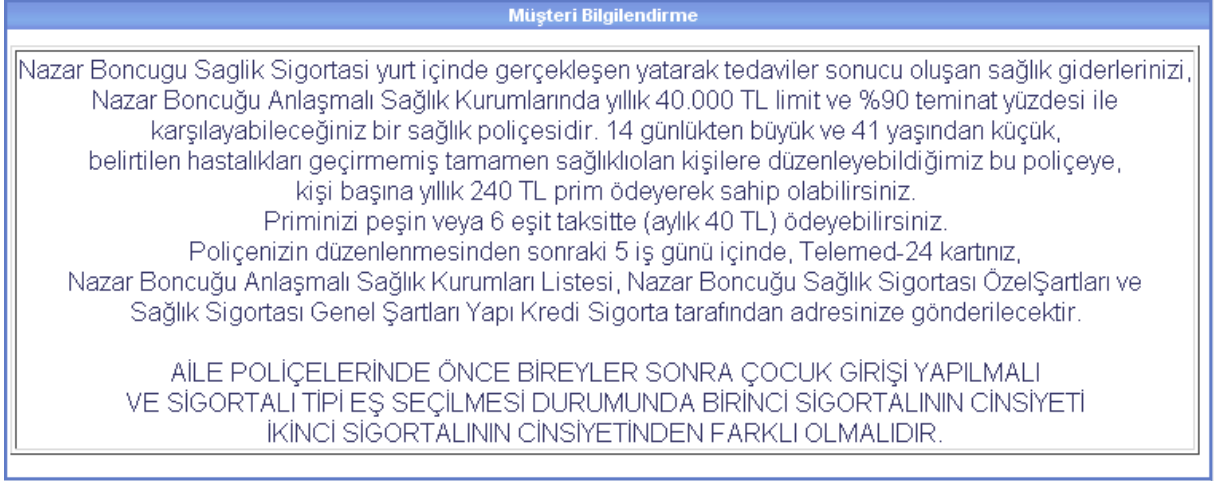 Müşteri Bilgilendirme
Nazar Boncugu Saglik Sigortasi yurt içinde gerçekleşen yatarak tedaviler sonucu oluşan sağlık giderlerinizi,
Nazar Boncuğu Anlaşmalı Sağlık Kurumlarında yıllık 40.000 TL limit ve %90 teminat yüzdesi ile
karşılayabileceğiniz bir sağlık poliçesidir. 14 günlükten büyük ve 41 yaşından küçük,
belirtilen hastalıkları geçirmemiş tamamen sağlıklıolan kişilere düzenleyebildiğimiz bu poliçeye,
kişi başına yıllık 240 TL prim ödeyerek sahip olabilirsiniz.
Priminizi peşin veya 6 eşit taksitte (aylık 40 TL) ödeyebilirsiniz.
Poliçenizin düzenlenmesinden sonraki 5 iş günü içinde, Telemed-24 kartınız,
Nazar Boncuğu Anlaşmalı Sağlık Kurumları Listesi, Nazar Boncuğu Sağlık Sigortası ÖzelŞartları ve
Sağlık Sigortası Genel Şartları Yapı Kredi Sigorta tarafından adresinize gönderilecektir.
AİLE POLİÇELERİNDE ÖNCE BİREYLER SONRA ÇOCUK GİRİŞİ YAPILMALI
VE SİGORTALI TİPİ EŞ SEÇİLMESİ DURUMUNDA BİRİNCİ SİGORTALININ CİNSİYETİ
İKİNCİ SİGORTALININ CİNSİYETİNDEN FARKLI OLMALIDIR.